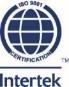 ISO 9001
CERTIFICATION
TM
Intertek